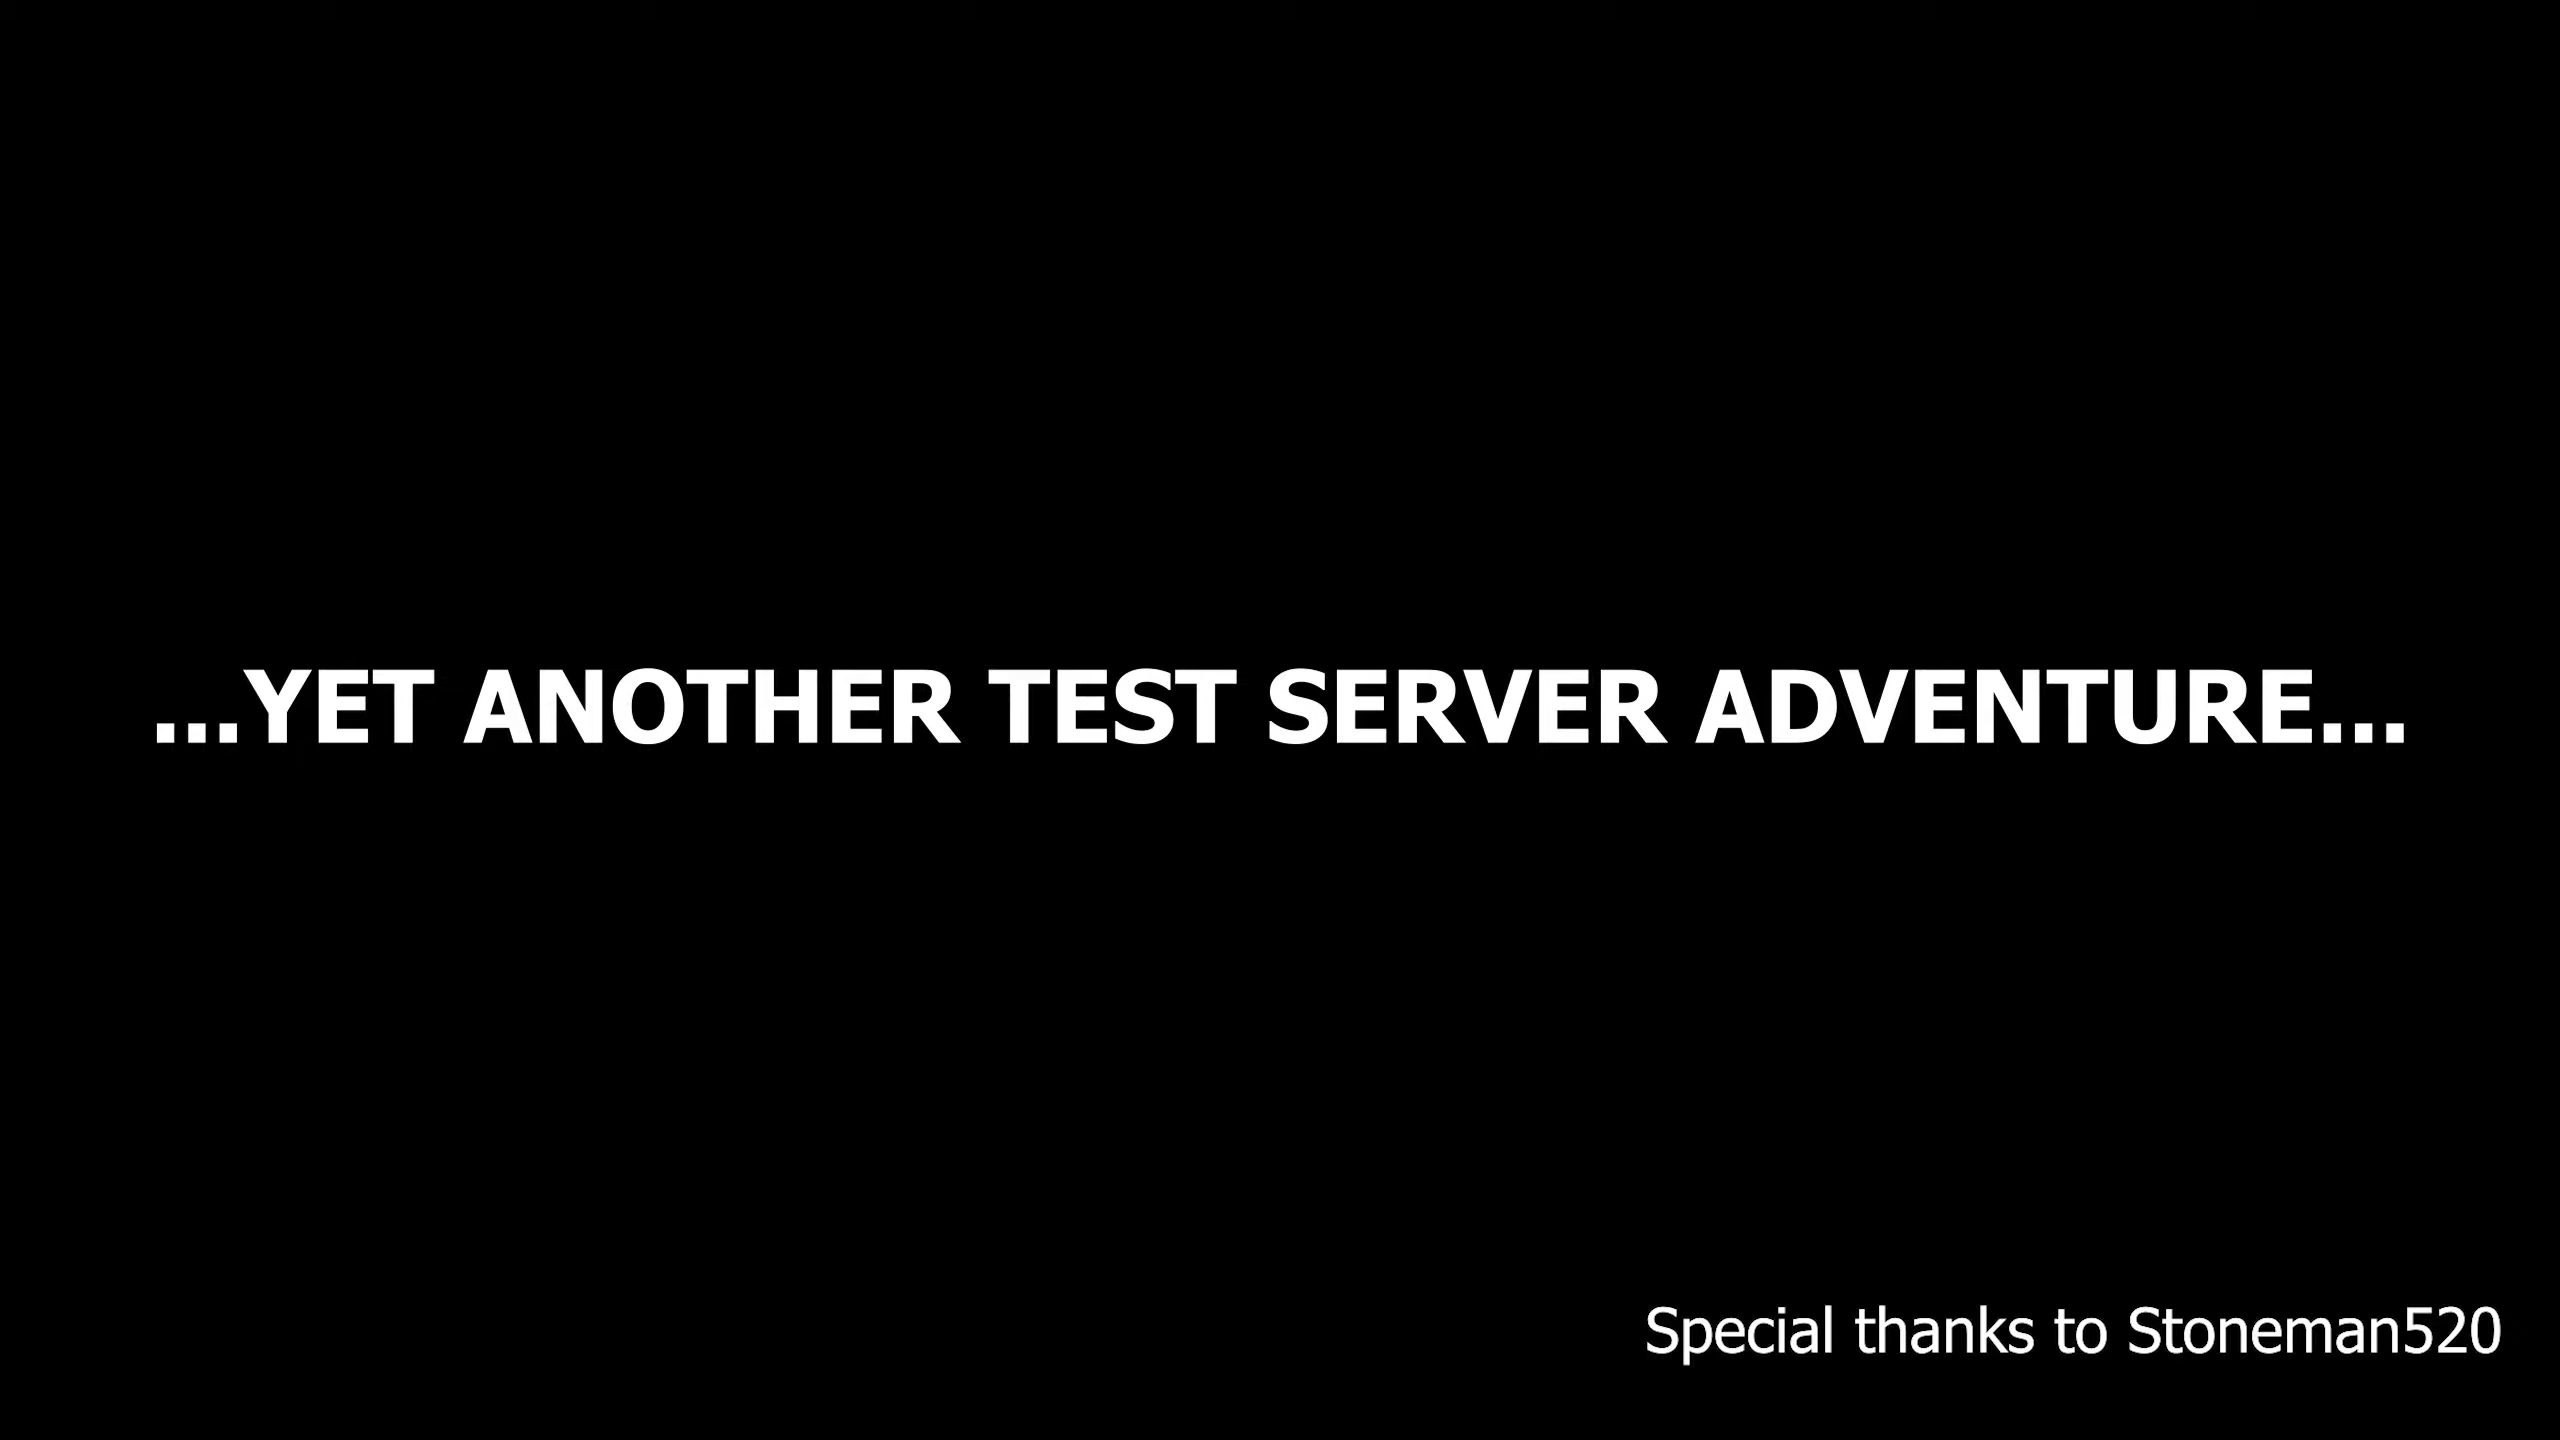 ...YET ANOTHER TEST SERVER ADVENTURE...
Special thanks to Stoneman520